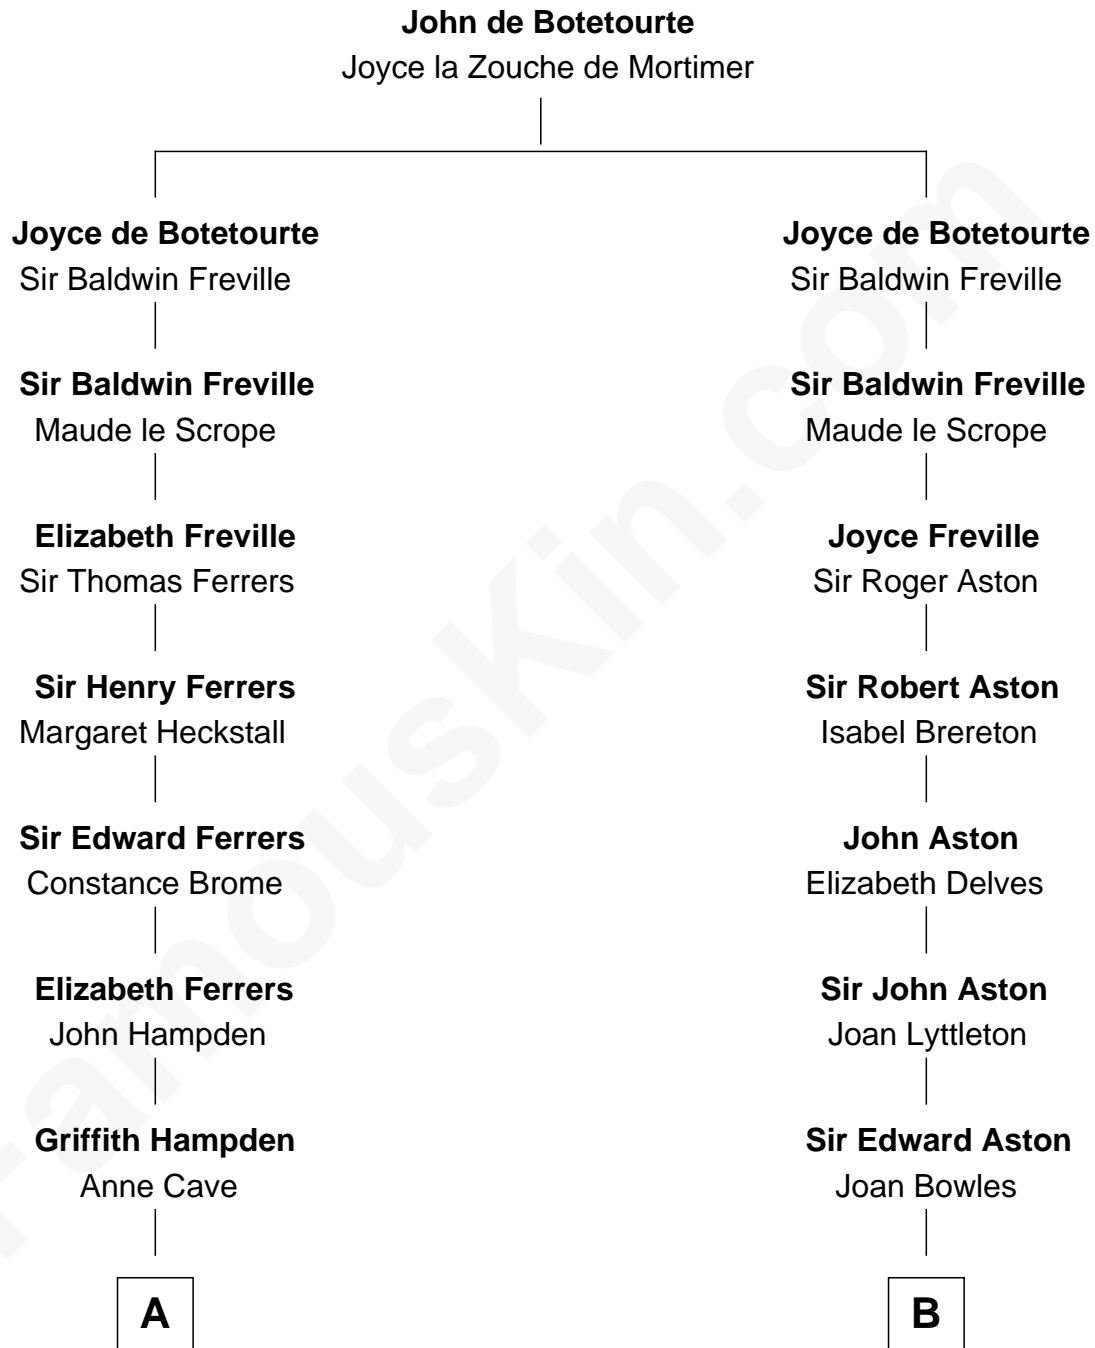 John de Botetourte
Joyce la Zouche de Mortimer
Joyce de Botetourte
Sir Baldwin Freville
Sir Baldwin Freville
Maude le Scrope
Elizabeth Freville
Sir Thomas Ferrers
Sir Henry Ferrers
Margaret Heckstall
Sir Edward Ferrers
Constance Brome
Elizabeth Ferrers
John Hampden
Griffith Hampden
Anne Cave
A
Joyce de Botetourte
Sir Baldwin Freville
Sir Baldwin Freville
Maude le Scrope
Joyce Freville
Sir Roger Aston
Sir Robert Aston
Isabel Brereton
John Aston
Elizabeth Delves
Sir John Aston
Joan Lyttleton
Sir Edward Aston
Joan Bowles
B
FamousKin.com